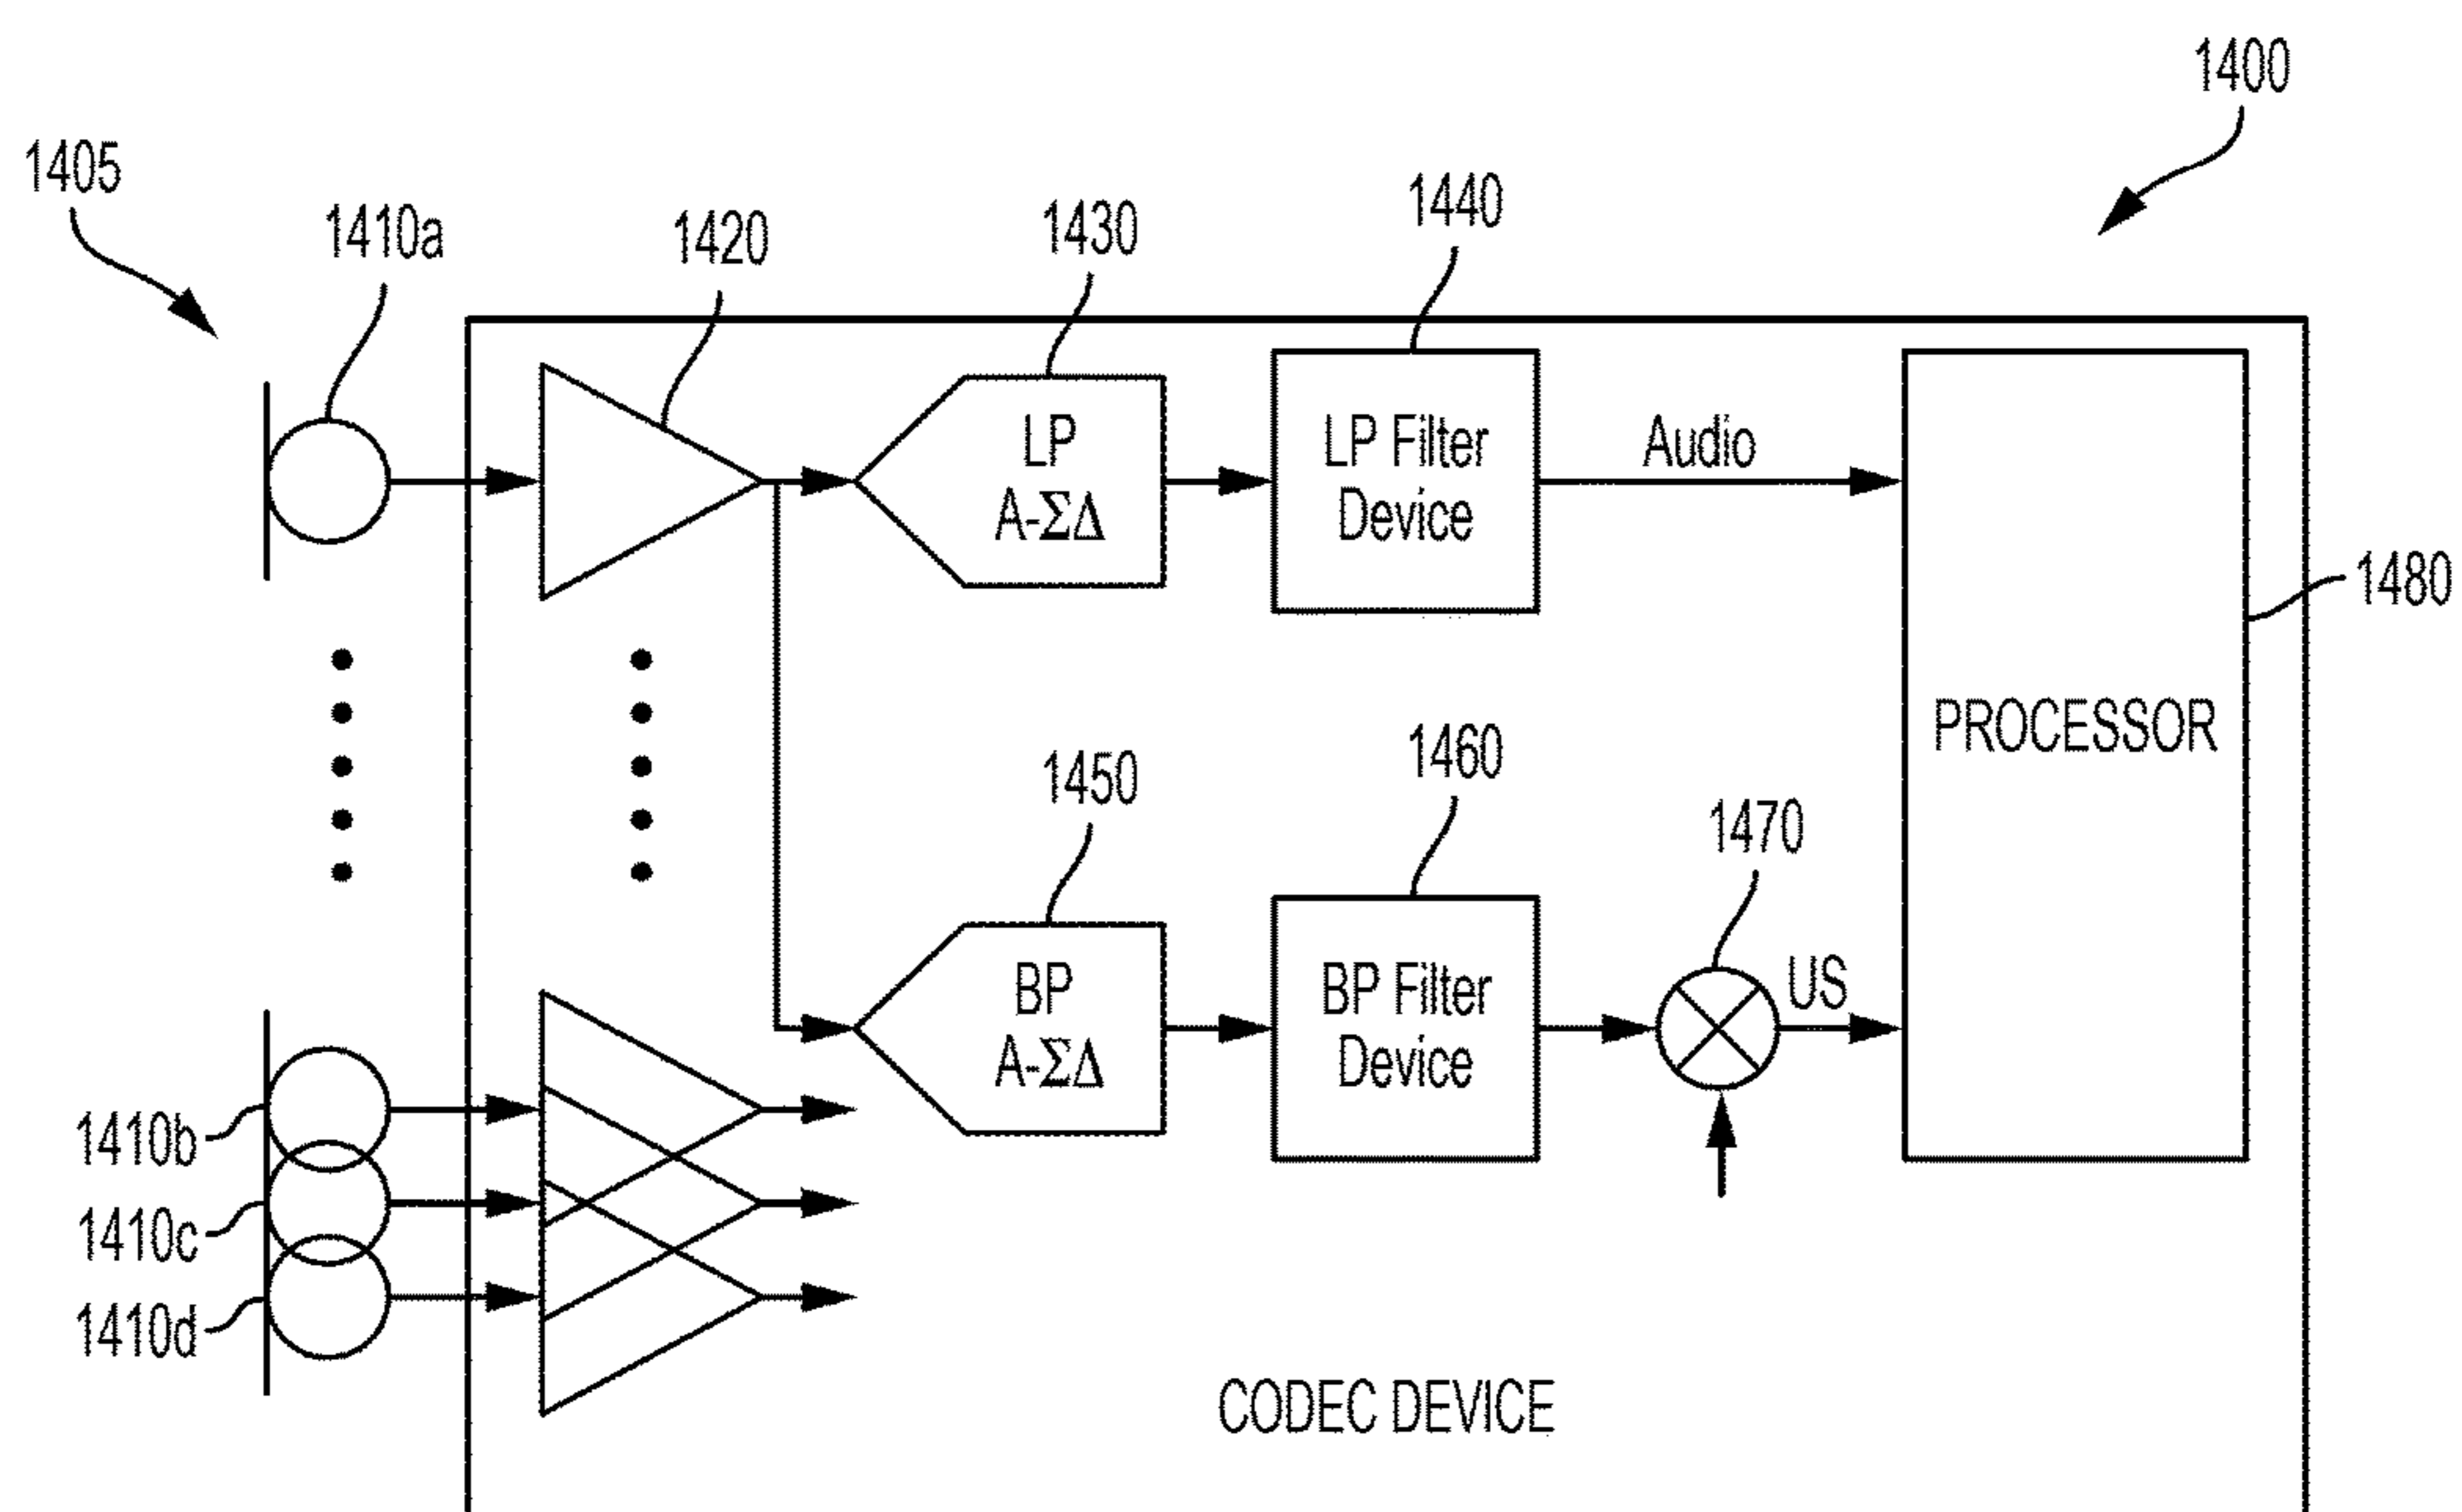 1400
1405
1410a
1420
1430
1440
LP
A-ΣΔ
LP Filter
Device
Audio
1480
PROCESSOR
1450
1460
1470
BP
A-ΣΔ
BP Filter
Device
US
1410b
1410c
1410d
CODEC DEVICE